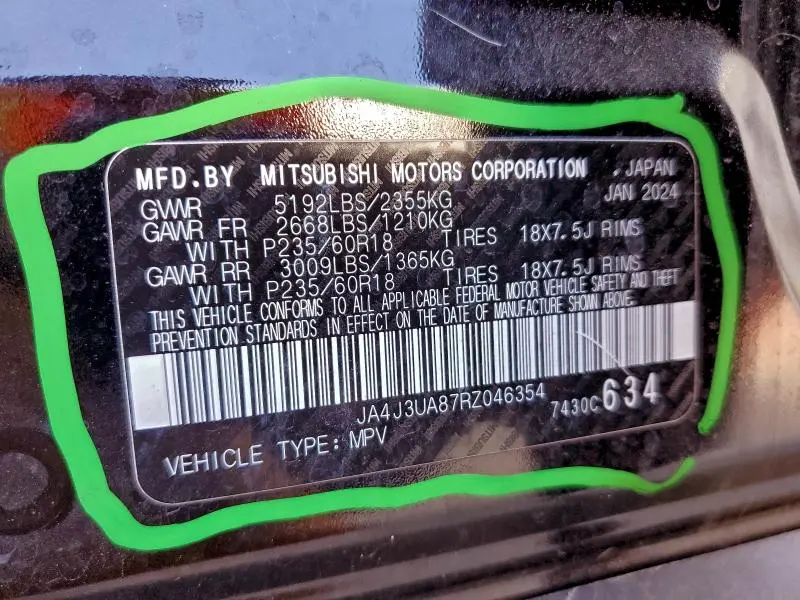 MFD.BY MITSUBISHI MOTORS CORPORATION . JAPAN
JAN 2024
GVWR 5192LBS/2355KG
GAWR FR 2668LBS/1210KG
WITH P235/60R18 TIRES 18X7.5J RIMS
GAWR RR 3009LBS/1365KG
WITH P235/60R18 TIRES 18X7.5J RIMS
THIS VEHICLE CONFORMS TO ALL APPLICABLE FEDERAL MOTOR VEHICLE SAFETY AND THEFT
PREVENTION STANDARDS IN EFFECT ON THE DATE OF MANUFACTURE SHOWN ABOVE.
JA4J3UA87RZ046354 7430C634
VEHICLE TYPE: MPV